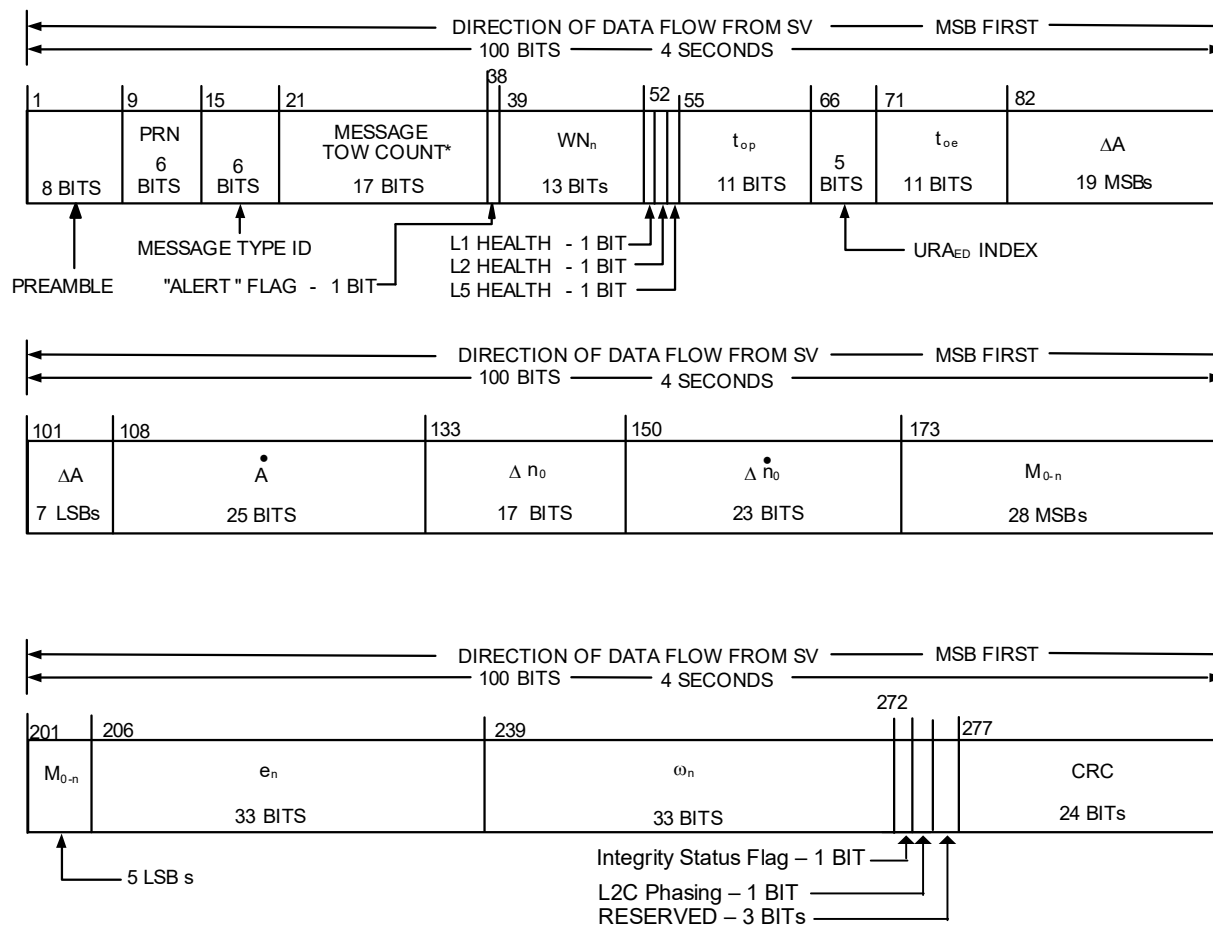 DIRECTION OF DATA FLOW FROM SV MSB FIRST
100 BITS 4 SECONDS
1 9 15 21 38 39 52 55 66 71 82
8 BITS
PRN
6
BITS
6
BITS
MESSAGE
TOW COUNT*
17 BITS
WNn
13 BITs
top
11 BITS
5
BITS
toe
11 BITS
ΔA
19 MSBs
PREAMBLE
MESSAGE TYPE ID
"ALERT" FLAG - 1 BIT
L1 HEALTH - 1 BIT
L2 HEALTH - 1 BIT
L5 HEALTH - 1 BIT
URAED INDEX
DIRECTION OF DATA FLOW FROM SV MSB FIRST
100 BITS 4 SECONDS
101 108 133 150 173
ΔA
7 LSBs
Ȧ
25 BITS
Δ n0
17 BITS
Δ ṅ0
23 BITS
M0-n
28 MSBs
DIRECTION OF DATA FLOW FROM SV MSB FIRST
100 BITS 4 SECONDS
201 206 239 272 277
M0-n
en
33 BITS
ωn
33 BITS
CRC
24 BITs
5 LSB s
Integrity Status Flag – 1 BIT
L2C Phasing – 1 BIT
RESERVED – 3 BITs